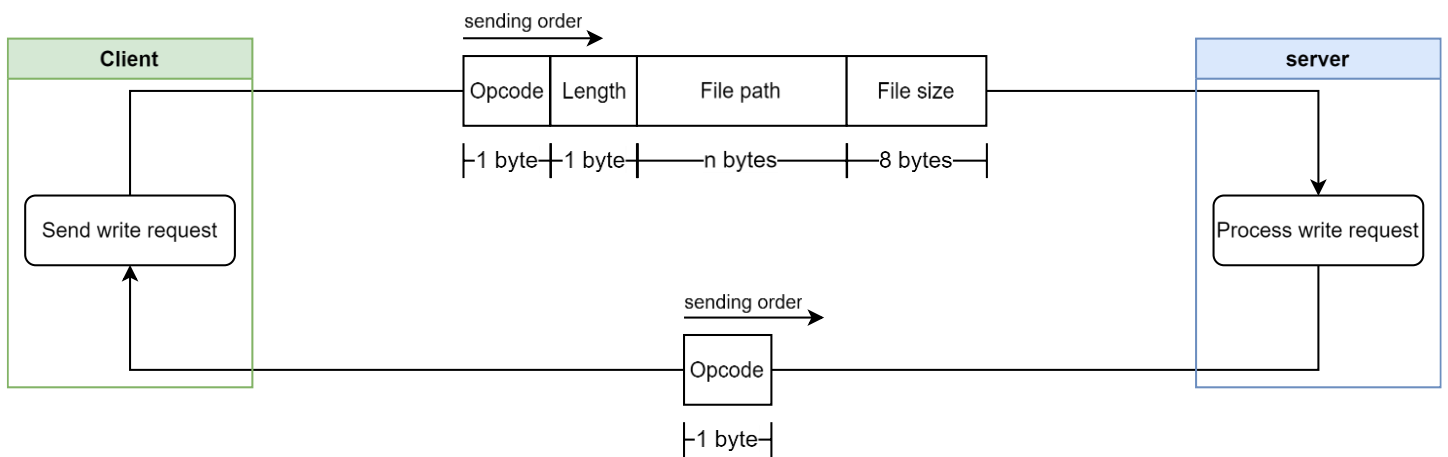 sending order
Client
server
Opcode
Length
File path
File size
1 byte
1 byte
n bytes
8 bytes
Send write request
Process write request
sending order
Opcode
1 byte